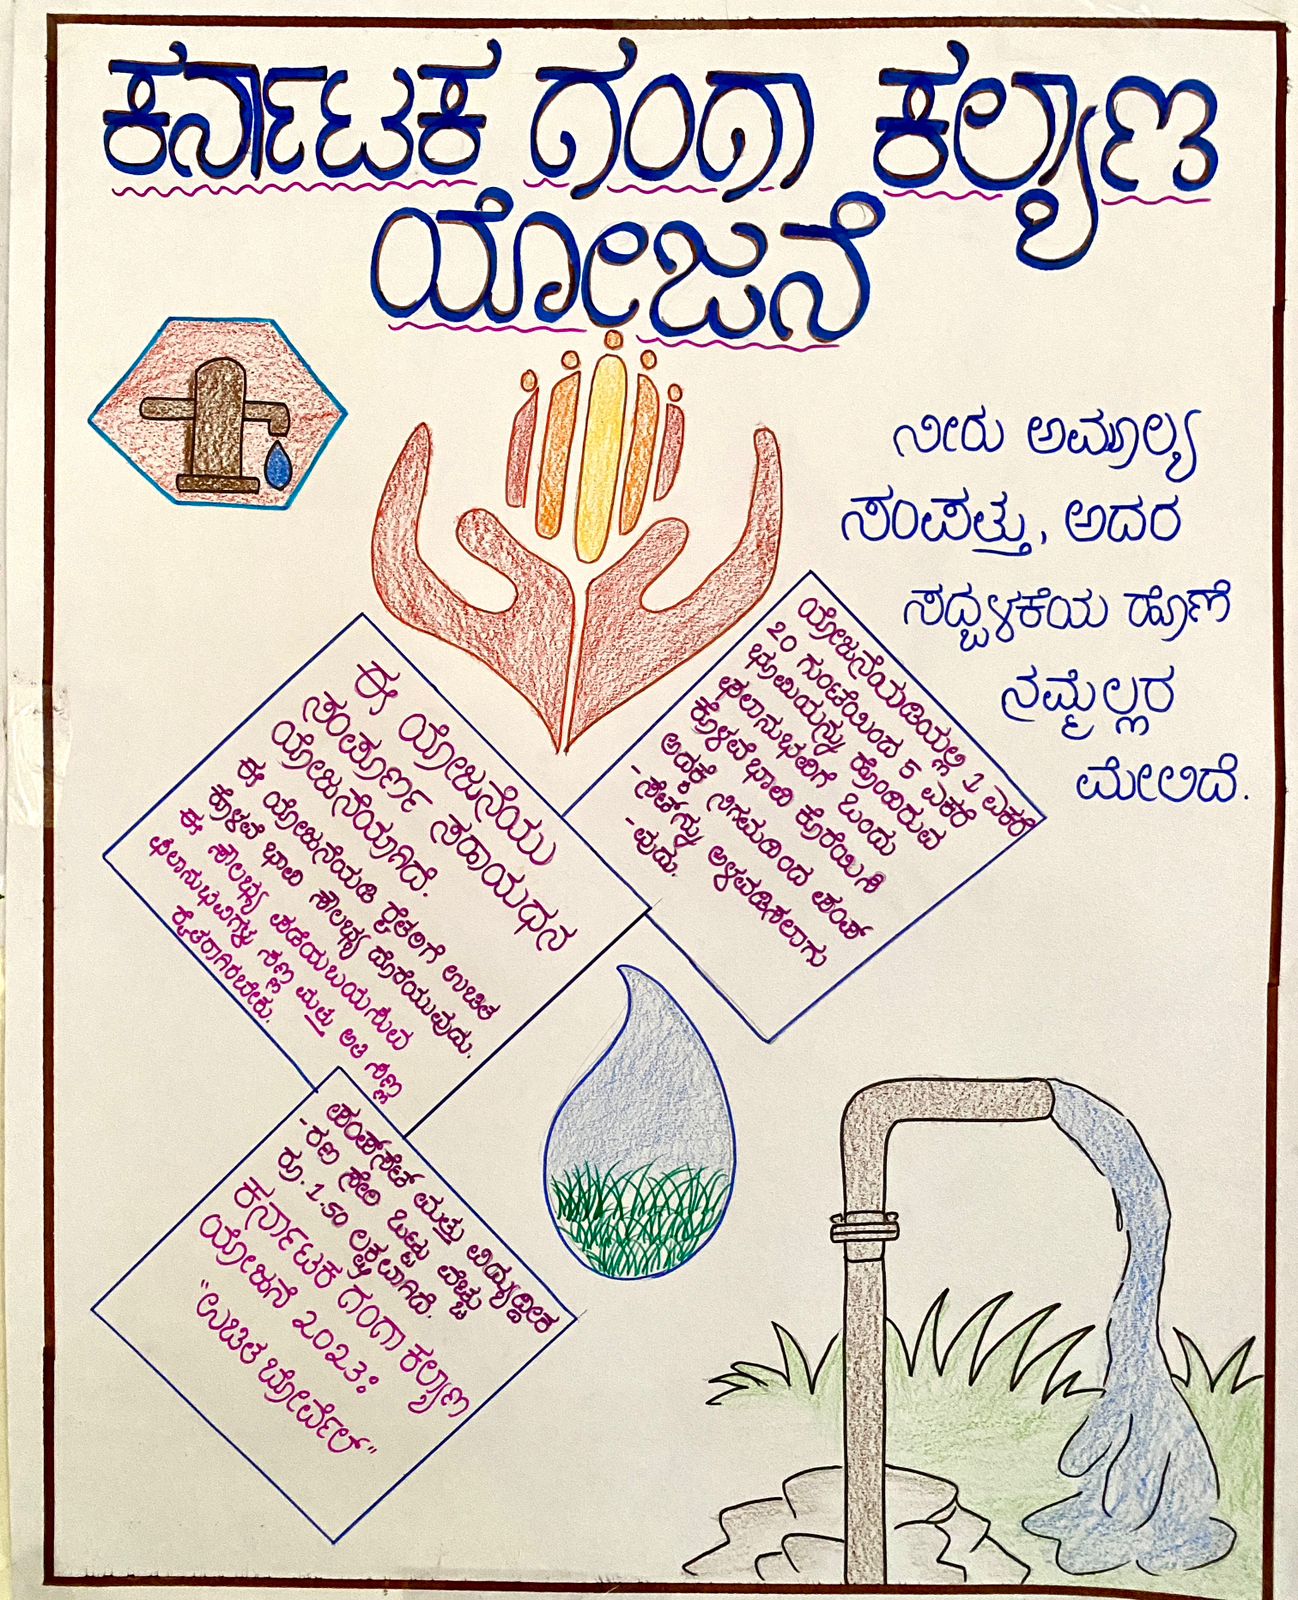 ಕರ್ನಾಟಕ ಗಂಗಾ ಕಲ್ಯಾಣ
ಯೋಜನೆ
ನೀರು ಅಮೂಲ್ಯ
ಸಂಪತ್ತು, ಅದರ
ಸದ್ಬಳಕೆಯ ಹೊಣೆ
ನಮ್ಮೆಲ್ಲರ
ಮೇಲಿದೆ.
ಈ ಯೋಜನೆಯು
ಸಂಪೂರ್ಣ ಸಹಾಯಧನ
ಯೋಜನೆಯಾಗಿದೆ.
ಈ ಯೋಜನೆಯಡಿ ರೈತರಿಗೆ ಉಚಿತ
ಕೊಳವೆ ಭಾವಿ ಸೌಲಭ್ಯ ದೊರೆಯುವುದು.
ಈ ಸೌಲಭ್ಯ ಪಡೆಯಬಯಸುವ
ಫಲಾನುಭವಿಗಳು ಸಣ್ಣ ಮತ್ತು ಅತಿ ಸಣ್ಣ
ರೈತರಾಗಿರಬೇಕು.
ಯೋಜನೆಯಡಿಯಲ್ಲಿ 1 ಎಕರೆ
20 ಗುಂಟೆಯಿಂದ 5 ಎಕರೆ
ಭೂಮಿಯನ್ನು ಹೊಂದಿರುವ
ಫಲಾನುಭವಿಗೆ ಒಂದು
ಕೊಳವೆಭಾವಿ ಕೊರೆಯಿಸಿ
ಅದಕ್ಕೆ ನಿಗಮದಿಂದ ಪಂಪ್
-ಸೆಟ್‌ನ್ನು ಅಳವಡಿಸಲಾಗು
-ವುದು.
ಪಂಪ್‌ಸೆಟ್ ಮತ್ತು ವಿದ್ಯುದ್ದೀಕ
-ರಣ ಸೇರಿ ಒಟ್ಟು ವೆಚ್ಚ
ರೂ.1.50 ಲಕ್ಷವಾಗಿದೆ.
ಕರ್ನಾಟಕ ಗಂಗಾ ಕಲ್ಯಾಣ
ಯೋಜನೆ 2023:
"ಉಚಿತ ಬೋರ್ವೆಲ್"